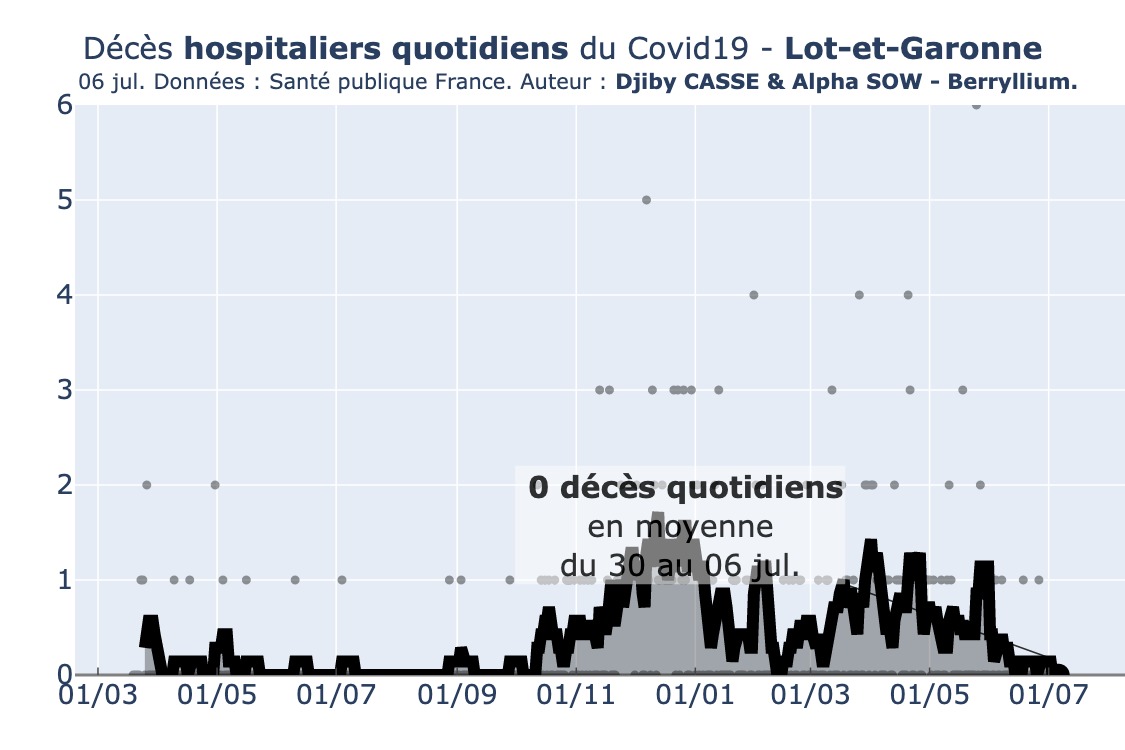 Décès hospitaliers quotidiens du Covid19 - Lot-et-Garonne
06 jul. Données : Santé publique France. Auteur : Djiby CASSE & Alpha SOW - Berryllium.
6
5
4
3
2
1
0
0 décès quotidiens
en moyenne
du 30 au 06 jul.
01/03 01/05 01/07 01/09 01/11 01/01 01/03 01/05 01/07